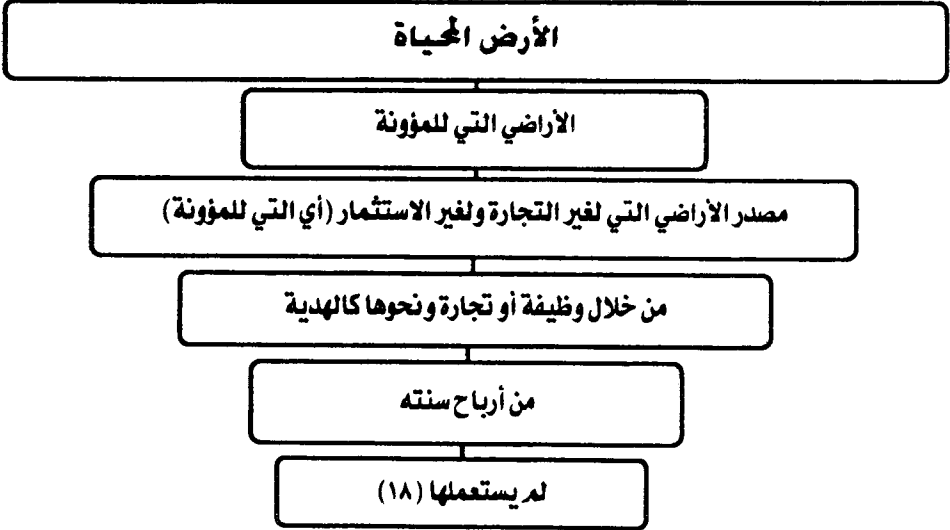 الأرض المحياة
الأراضي التي للمؤونة
مصدر الأراضي التي لغير التجارة ولغير الاستثمار (أي التي للمؤونة)
من خلال وظيفة أو تجارة ونحوها كالهدية
من أرباح سنته
لم يستعملها (١٨)